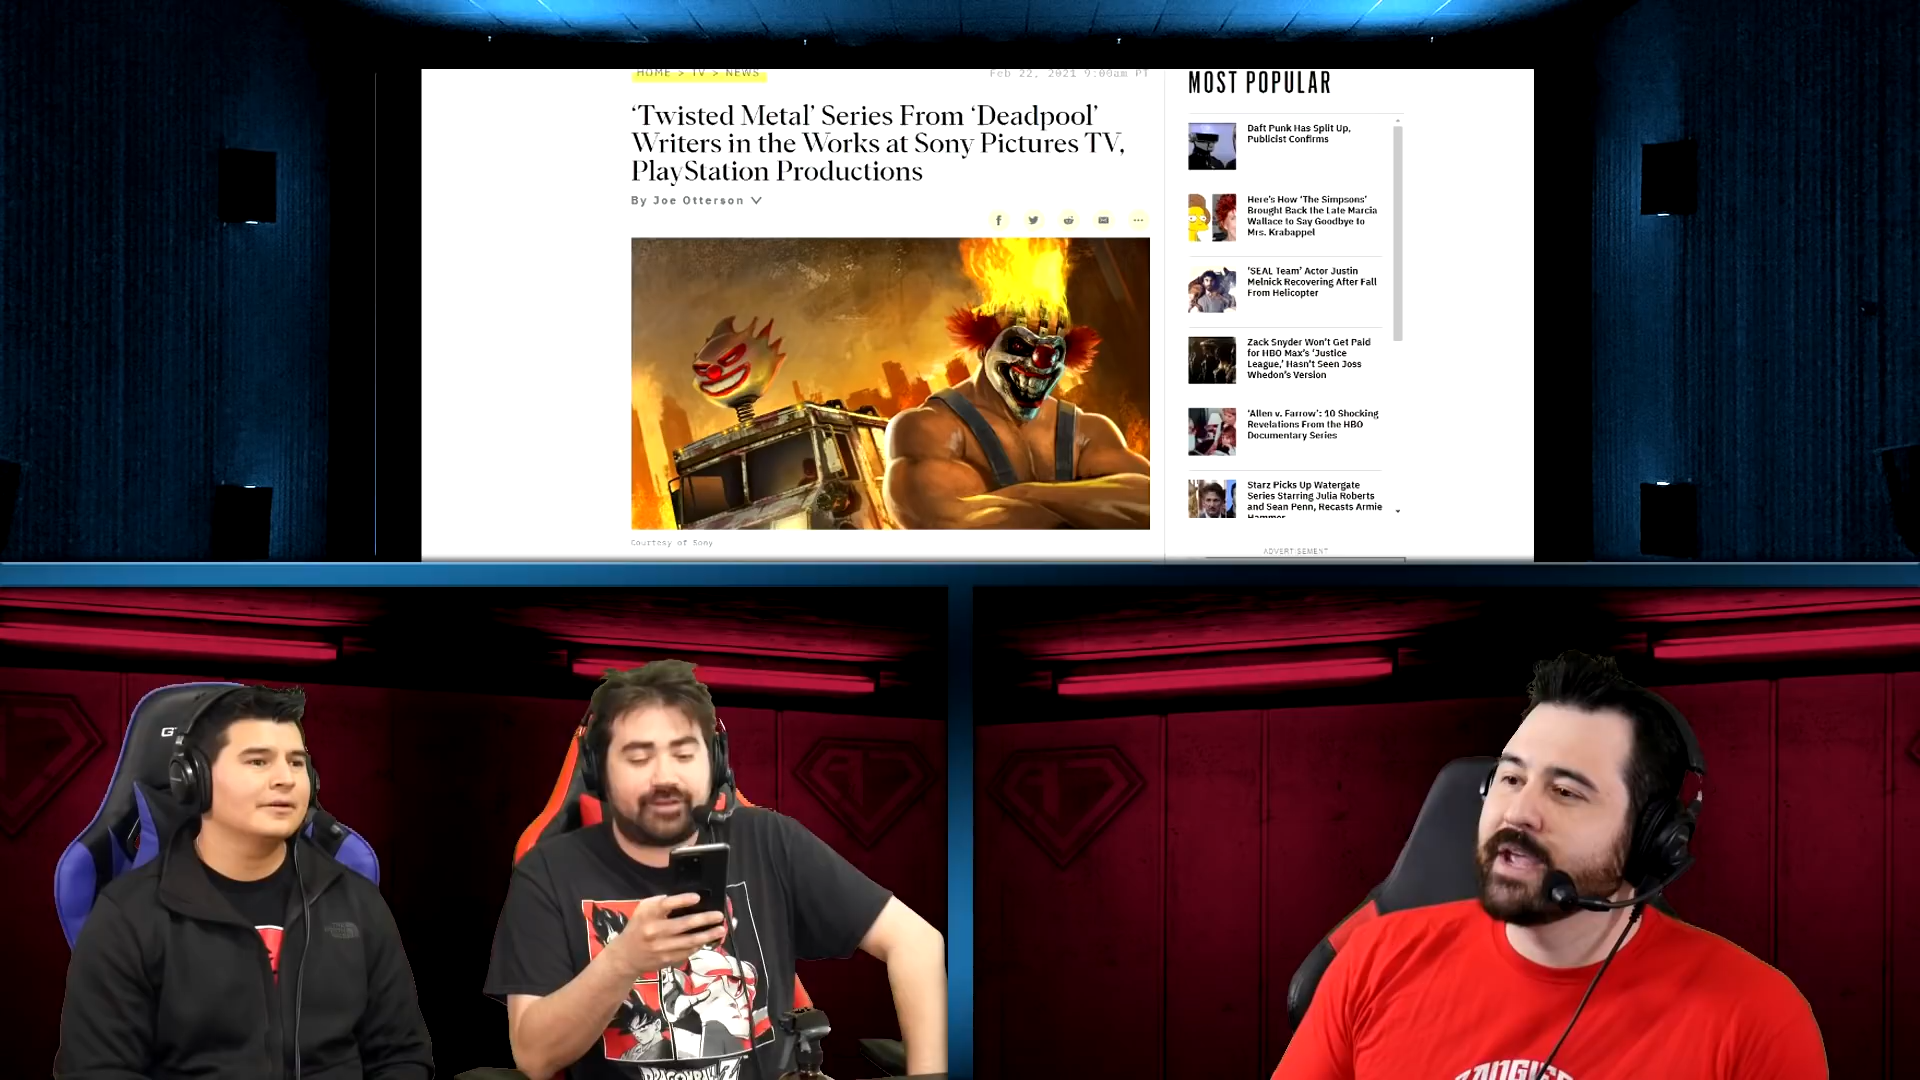 HOME > TV > NEWS
Feb 22, 2021 9:00am PT
‘Twisted Metal’ Series From ‘Deadpool’
Writers in the Works at Sony Pictures TV,
PlayStation Productions
By Joe Otterson
Courtesy of Sony
MOST POPULAR
Daft Punk Has Split Up,
Publicist Confirms
Here's How 'The Simpsons'
Brought Back the Late Marcia
Wallace to Say Goodbye to
Mrs. Krabappel
'SEAL Team' Actor Justin
Melnick Recovering After Fall
From Helicopter
Zack Snyder Won't Get Paid
for HBO Max's 'Justice
League,' Hasn't Seen Joss
Whedon's Version
'Allen v. Farrow': 10 Shocking
Revelations From the HBO
Documentary Series
Starz Picks Up Watergate
Series Starring Julia Roberts
and Sean Penn, Recasts Armie
Hammer
ADVERTISEMENT
DRAGONBALL Z